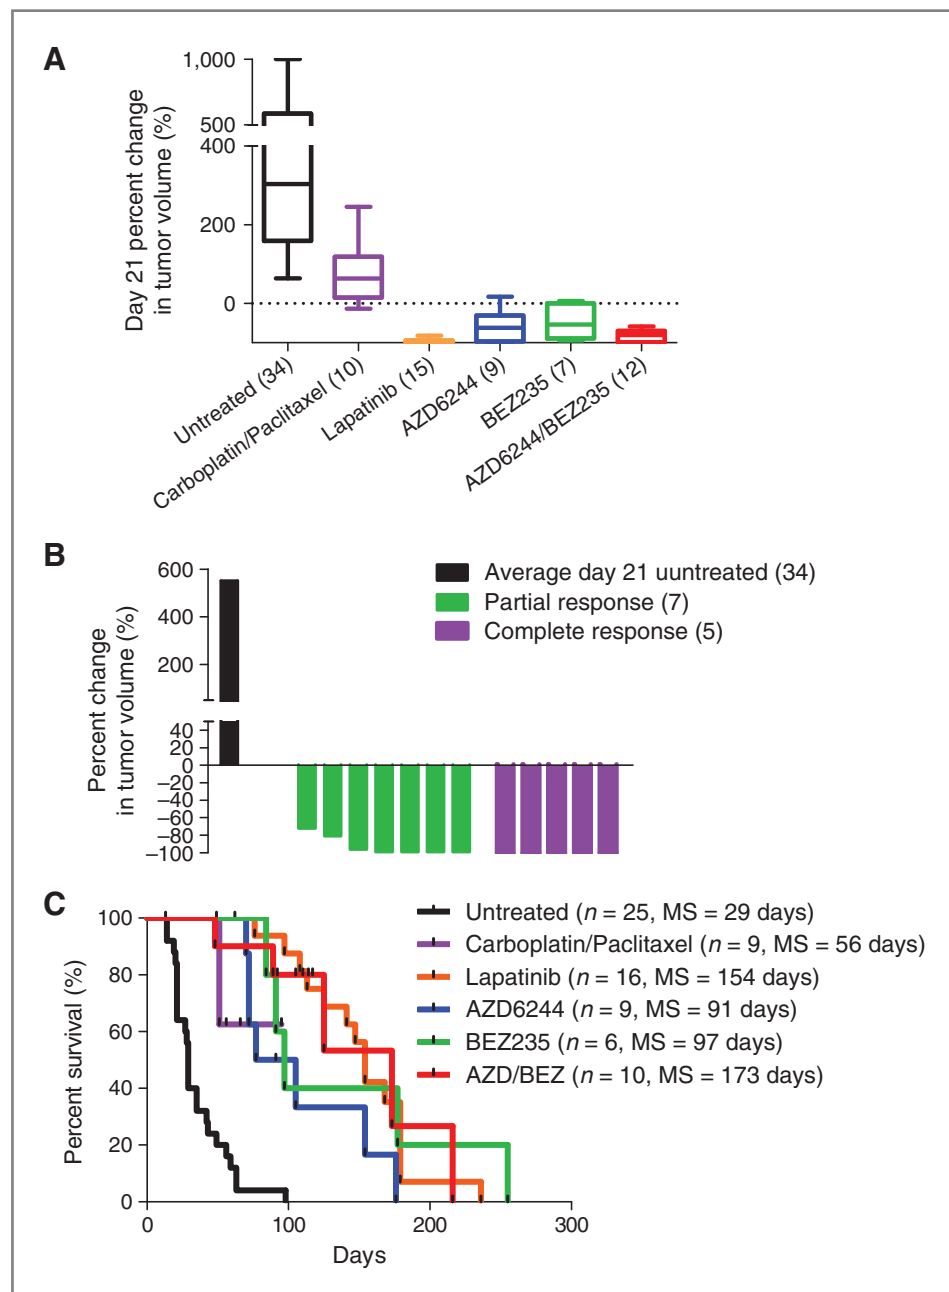 A
Day 21 percent change
in tumor volume (%)
1,000
500
400
200
0
Untreated (34)
Carboplatin/Paclitaxel (10)
Lapatinib (15)
AZD6244 (9)
BEZ235 (7)
AZD6244/BEZ235 (12)
B
Percent change
in tumor volume (%)
600
400
200
40
20
0
−20
−40
−60
−80
−100
Average day 21 uuntreated (34)
Partial response (7)
Complete response (5)
C
Percent survival (%)
100
80
60
40
20
0
0
100
200
300
Days
Untreated (n = 25, MS = 29 days)
Carboplatin/Paclitaxel (n = 9, MS = 56 days)
Lapatinib (n = 16, MS = 154 days)
AZD6244 (n = 9, MS = 91 days)
BEZ235 (n = 6, MS = 97 days)
AZD/BEZ (n = 10, MS = 173 days)